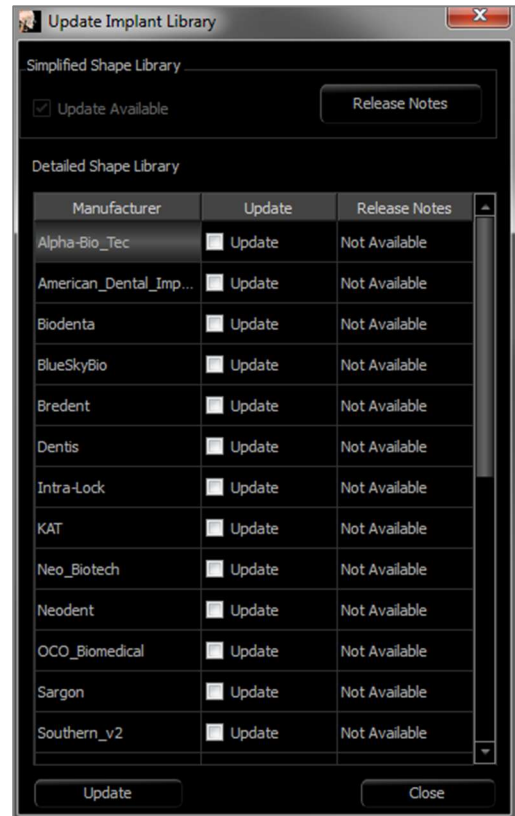 Update Implant Library
Simplified Shape Library
Update Available Release Notes
Detailed Shape Library
Manufacturer Update Release Notes
Alpha-Bio_Tec Update Not Available
American_Dental_Imp... Update Not Available
Biodenta Update Not Available
BlueSkyBio Update Not Available
Bredent Update Not Available
Dentis Update Not Available
Intra-Lock Update Not Available
KAT Update Not Available
Neo_Biotech Update Not Available
Neodent Update Not Available
OCO_Biomedical Update Not Available
Sargon Update Not Available
Southern_v2 Update Not Available
Update Close